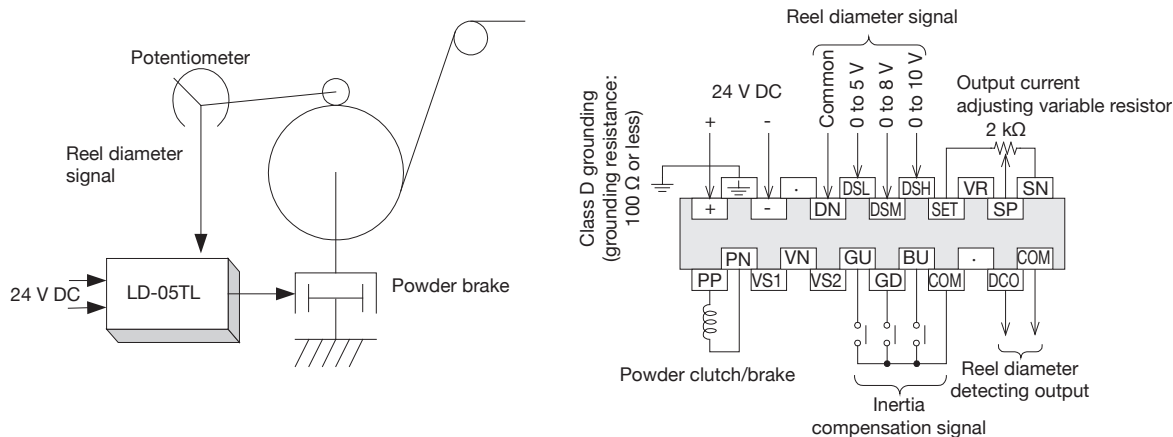 Potentiometer
Reel diameter
signal
24 V DC
LD-05TL
Powder brake
Reel diameter signal
Class D grounding
(grounding resistance:
100 Ω or less)
24 V DC
+
-
Common
0 to 5 V
0 to 8 V
0 to 10 V
Output current
adjusting variable resistor
2 kΩ
· DSL DSH VR SN
+ - DN DSM SET SP
PN VN GU BU · COM
PP VS1 VS2 GD COM DCO
Powder clutch/brake
Inertia
compensation signal
Reel diameter
detecting output